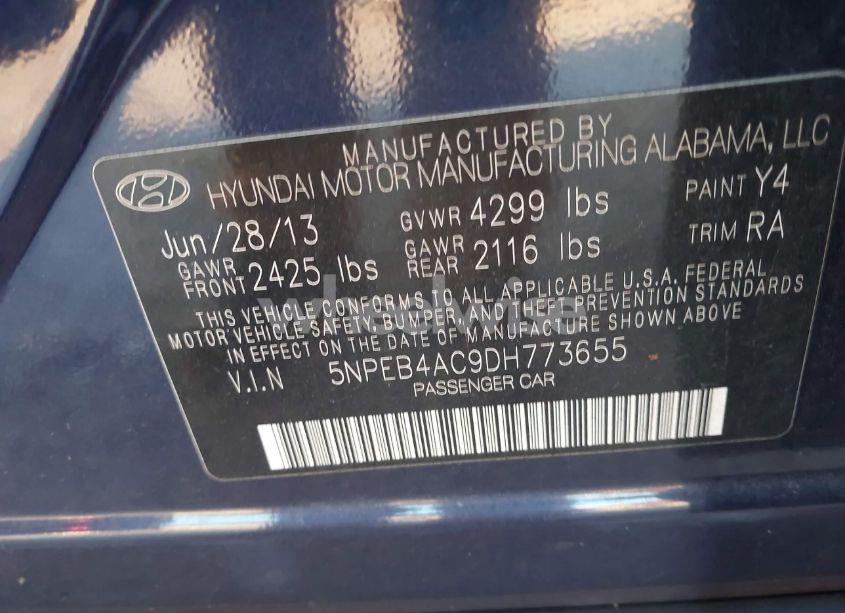 MANUFACTURED BY
HYUNDAI MOTOR MANUFACTURING ALABAMA, LLC
Jun/28/13 GVWR 4299 lbs PAINT Y4
GAWR FRONT 2425 lbs GAWR REAR 2116 lbs TRIM RA
THIS VEHICLE CONFORMS TO ALL APPLICABLE U.S.A. FEDERAL
MOTOR VEHICLE SAFETY, BUMPER, AND THEFT PREVENTION STANDARDS
IN EFFECT ON THE DATE OF MANUFACTURE SHOWN ABOVE
V.I.N 5NPEB4AC9DH773655
PASSENGER CAR
wheelwise